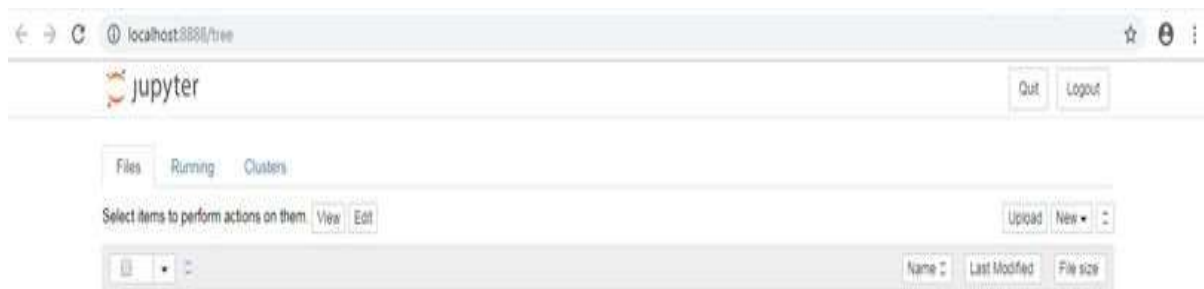 localhost:8888/tree
jupyter
Quit Logout
Files Running Clusters
Select items to perform actions on them. View Edit
Upload New
Name Last Modified File size